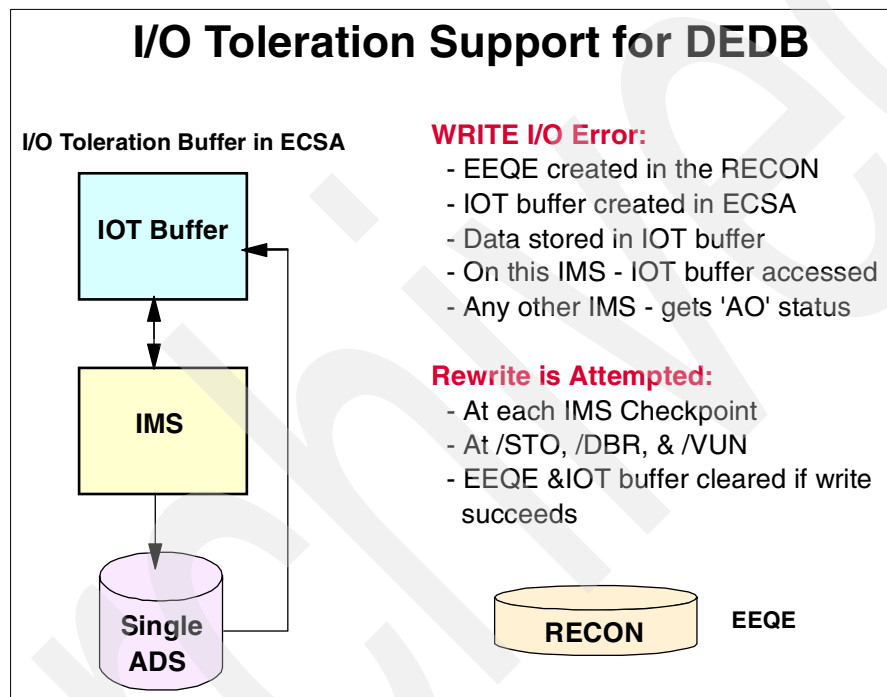 I/O Toleration Support for DEDB
I/O Toleration Buffer in ECSA
IOT Buffer
IMS
Single
ADS
WRITE I/O Error:
- EEQE created in the RECON
- IOT buffer created in ECSA
- Data stored in IOT buffer
- On this IMS - IOT buffer accessed
- Any other IMS - gets 'AO' status
Rewrite is Attempted:
- At each IMS Checkpoint
- At /STO, /DBR, & /VUN
- EEQE &IOT buffer cleared if write
succeeds
RECON
EEQE